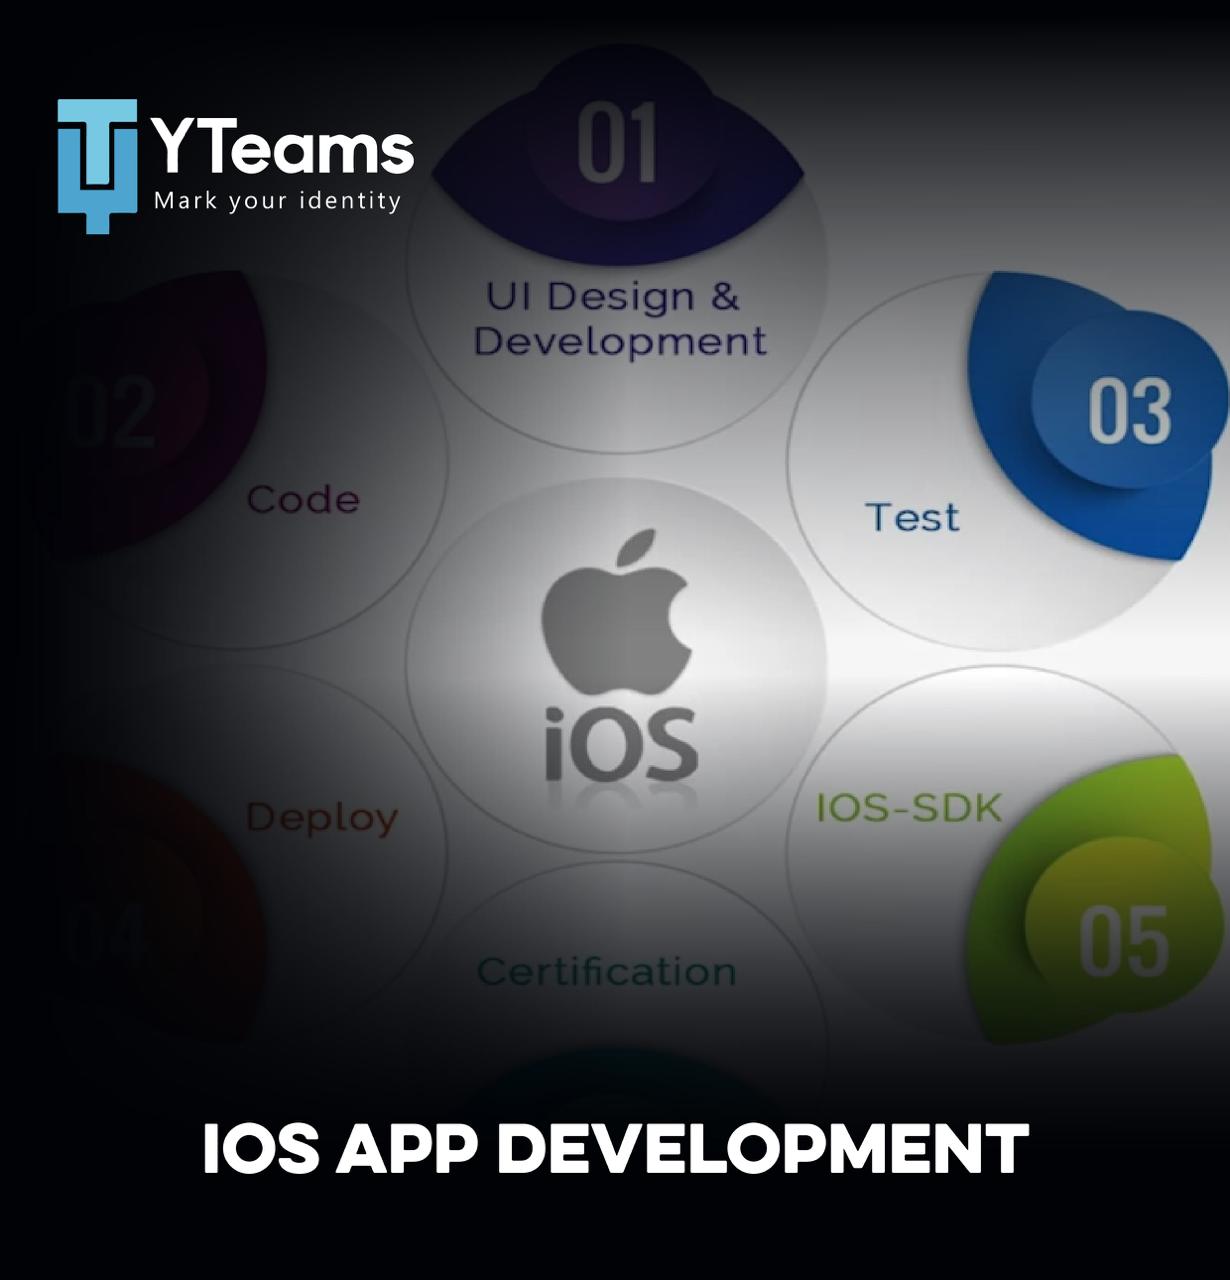 YTeams
Mark your identity
01
UI Design &
Development
02
Code
03
Test
iOS
04
Deploy
05
IOS-SDK
Certification
IOS APP DEVELOPMENT